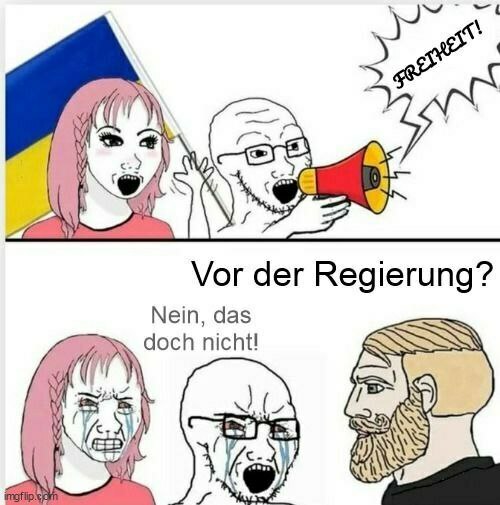 FREIHEIT!
Vor der Regierung?
Nein, das
doch nicht!
imgflip.com